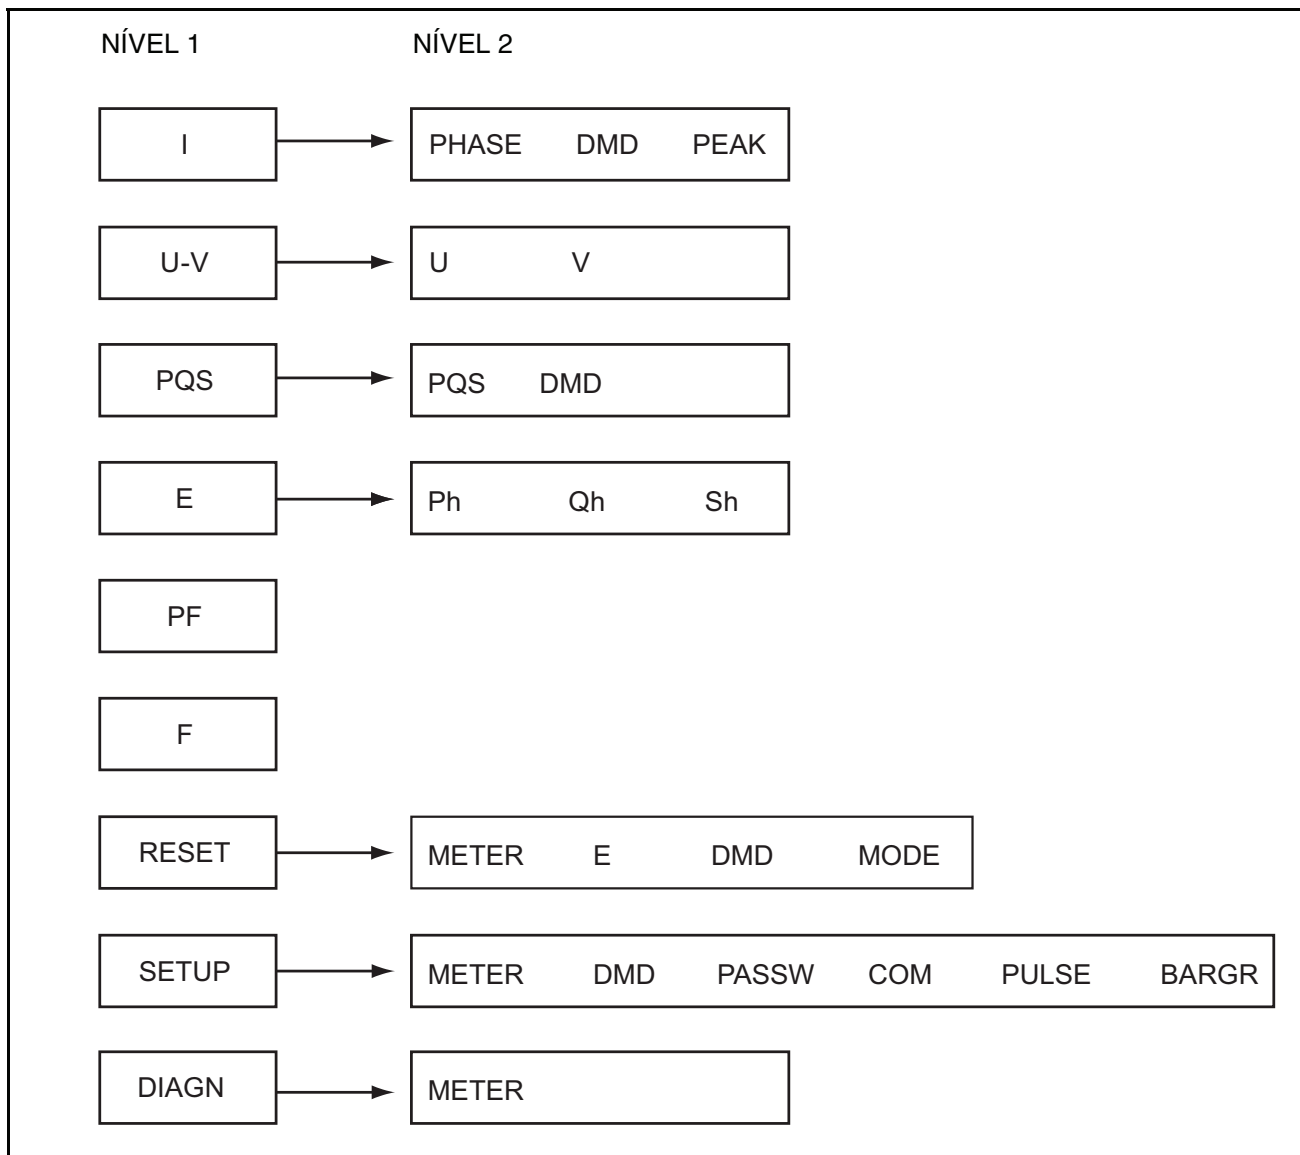 NÍVEL 1 NÍVEL 2
I PHASE DMD PEAK
U-V U V
PQS PQS DMD
E Ph Qh Sh
PF
F
RESET METER E DMD MODE
SETUP METER DMD PASSW COM PULSE BARGR
DIAGN METER